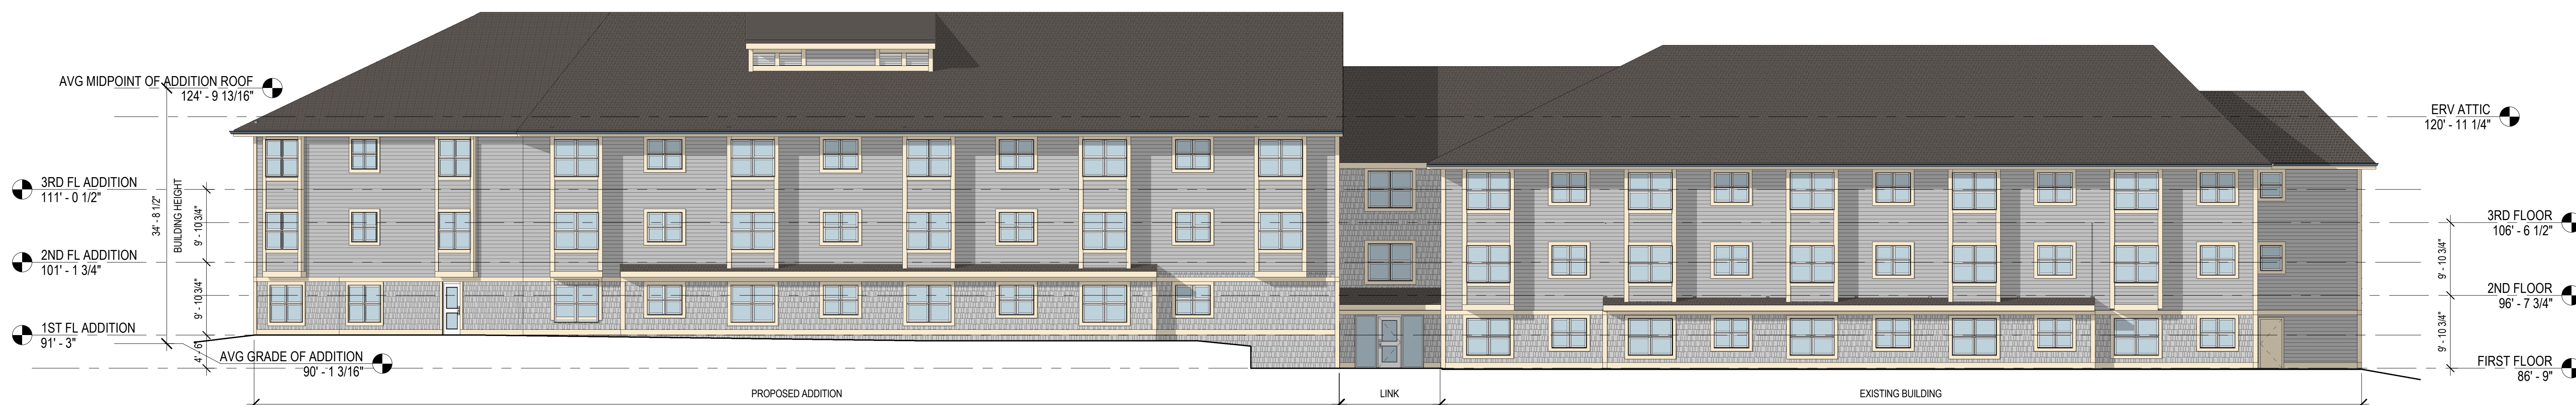 AVG MIDPOINT OF ADDITION ROOF
124' - 9 13/16"
3RD FL ADDITION
111' - 0 1/2"
2ND FL ADDITION
101' - 1 3/4"
1ST FL ADDITION
91' - 3"
AVG GRADE OF ADDITION
90' - 1 3/16"
34' - 8 1/2"
BUILDING HEIGHT
9' - 10 3/4"
9' - 10 3/4"
4' - 6"
PROPOSED ADDITION
LINK
EXISTING BUILDING
ERV ATTIC
120' - 11 1/4"
3RD FLOOR
106' - 6 1/2"
2ND FLOOR
96' - 7 3/4"
FIRST FLOOR
86' - 9"
9' - 10 3/4"
9' - 10 3/4"